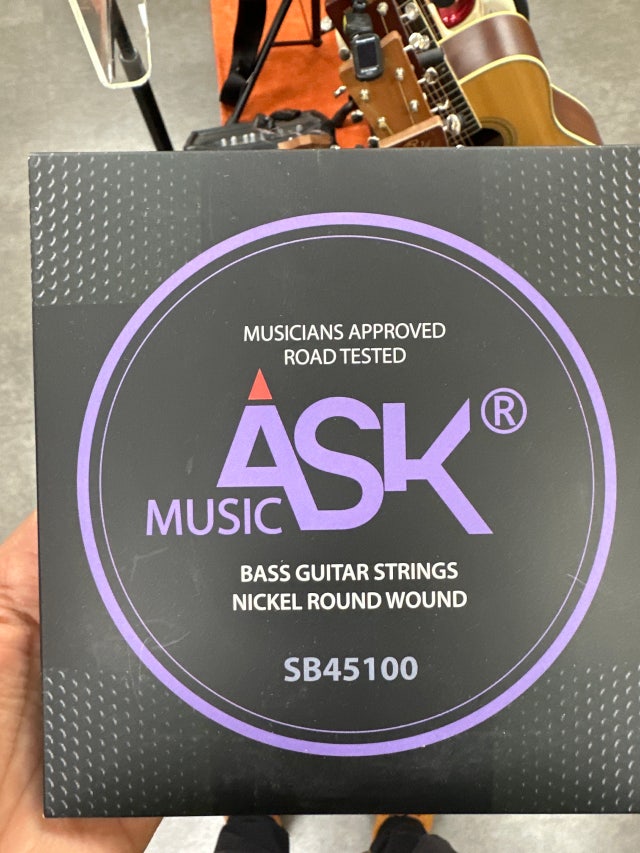 MUSICIANS APPROVED
ROAD TESTED
ASK®
MUSIC
BASS GUITAR STRINGS
NICKEL ROUND WOUND
SB45100